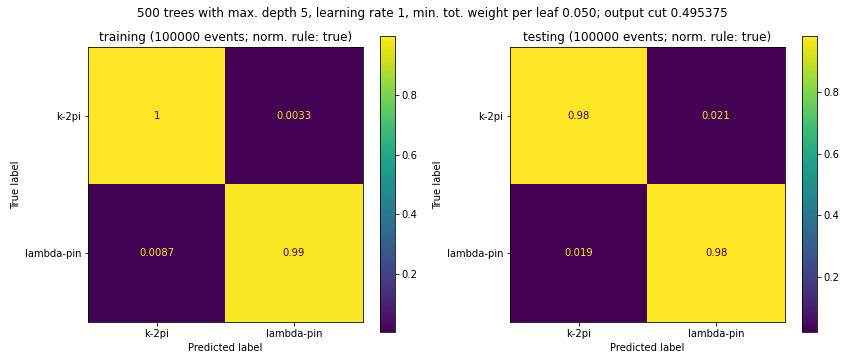 500 trees with max. depth 5, learning rate 1, min. tot. weight per leaf 0.050; output cut 0.495375
training (100000 events; norm. rule: true)
k-2pi
1
0.0033
lambda-pin
0.0087
0.99
True label
k-2pi
lambda-pin
Predicted label
0.8
0.6
0.4
0.2
testing (100000 events; norm. rule: true)
k-2pi
0.98
0.021
lambda-pin
0.019
0.98
True label
k-2pi
lambda-pin
Predicted label
0.8
0.6
0.4
0.2